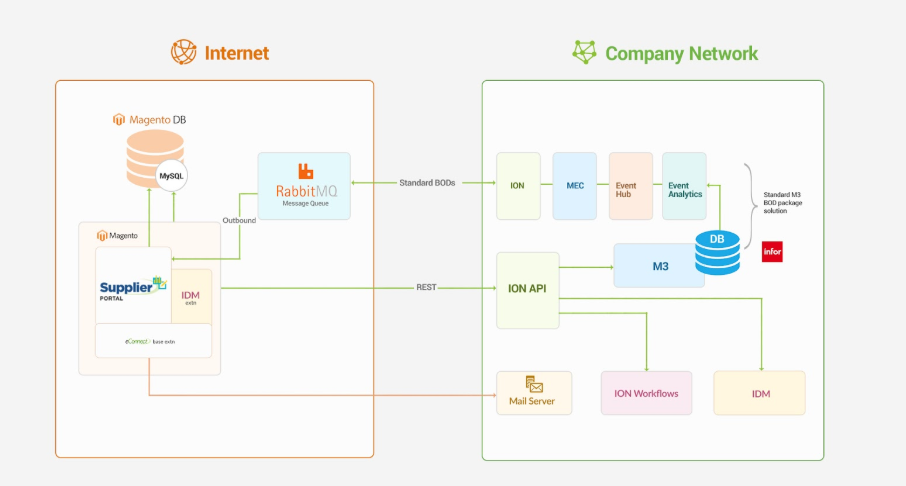 Internet
Company Network
Magento DB
MySQL
RabbitMQ
Message Queue
Standard BODs
ION
MEC
Event
Hub
Event
Analytics
Standard M3
BOD package
solution
infor
Outbound
Magento
Supplier
PORTAL
IDM
extn
eConnect base extn
REST
ION API
M3
DB
Mail Server
ION Workflows
IDM